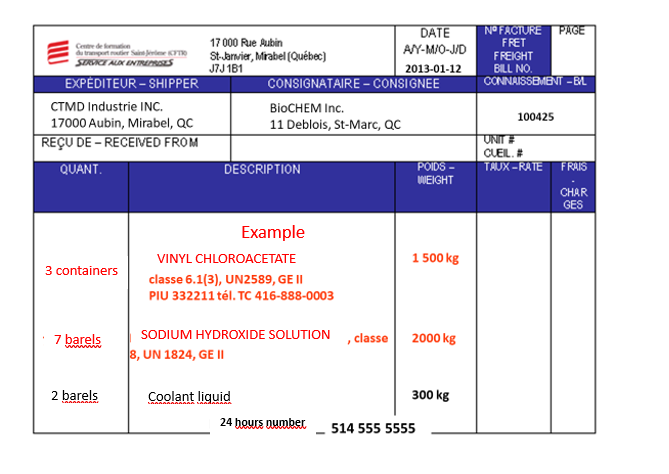 Centre de formation
du transport routier Saint-Jérôme (CFTR)
SERVICE AUX ENTREPRISES
17 000 Rue Aubin
St-Janvier, Mirabel (Québec)
J7J 1B1
DATE
A/Y-M/O-J/D
2013-01-12
Nº FACTURE
FRET
FREIGHT
BILL NO.
PAGE
EXPÉDITEUR – SHIPPER
CONSIGNATAIRE – CONSIGNEE
CONNAISSEMENT – B/L
CTMD Industrie INC.
17000 Aubin, Mirabel, QC
BioCHEM Inc.
11 Deblois, St-Marc, QC
100425
REÇU DE – RECEIVED FROM
UNIT #
CUEIL. #
QUANT.
DESCRIPTION
POIDS –
WEIGHT
TAUX – RATE
FRAIS
-
CHAR
GES
Example
3 containers
VINYL CHLOROACETATE
1 500 kg
classe 6.1(3), UN2589, GE II
PIU 332211 tél. TC 416-888-0003
7 barels
SODIUM HYDROXIDE SOLUTION , classe
2000 kg
8, UN 1824, GE II
2 barels
Coolant liquid
300 kg
24 hours number
514 555 5555